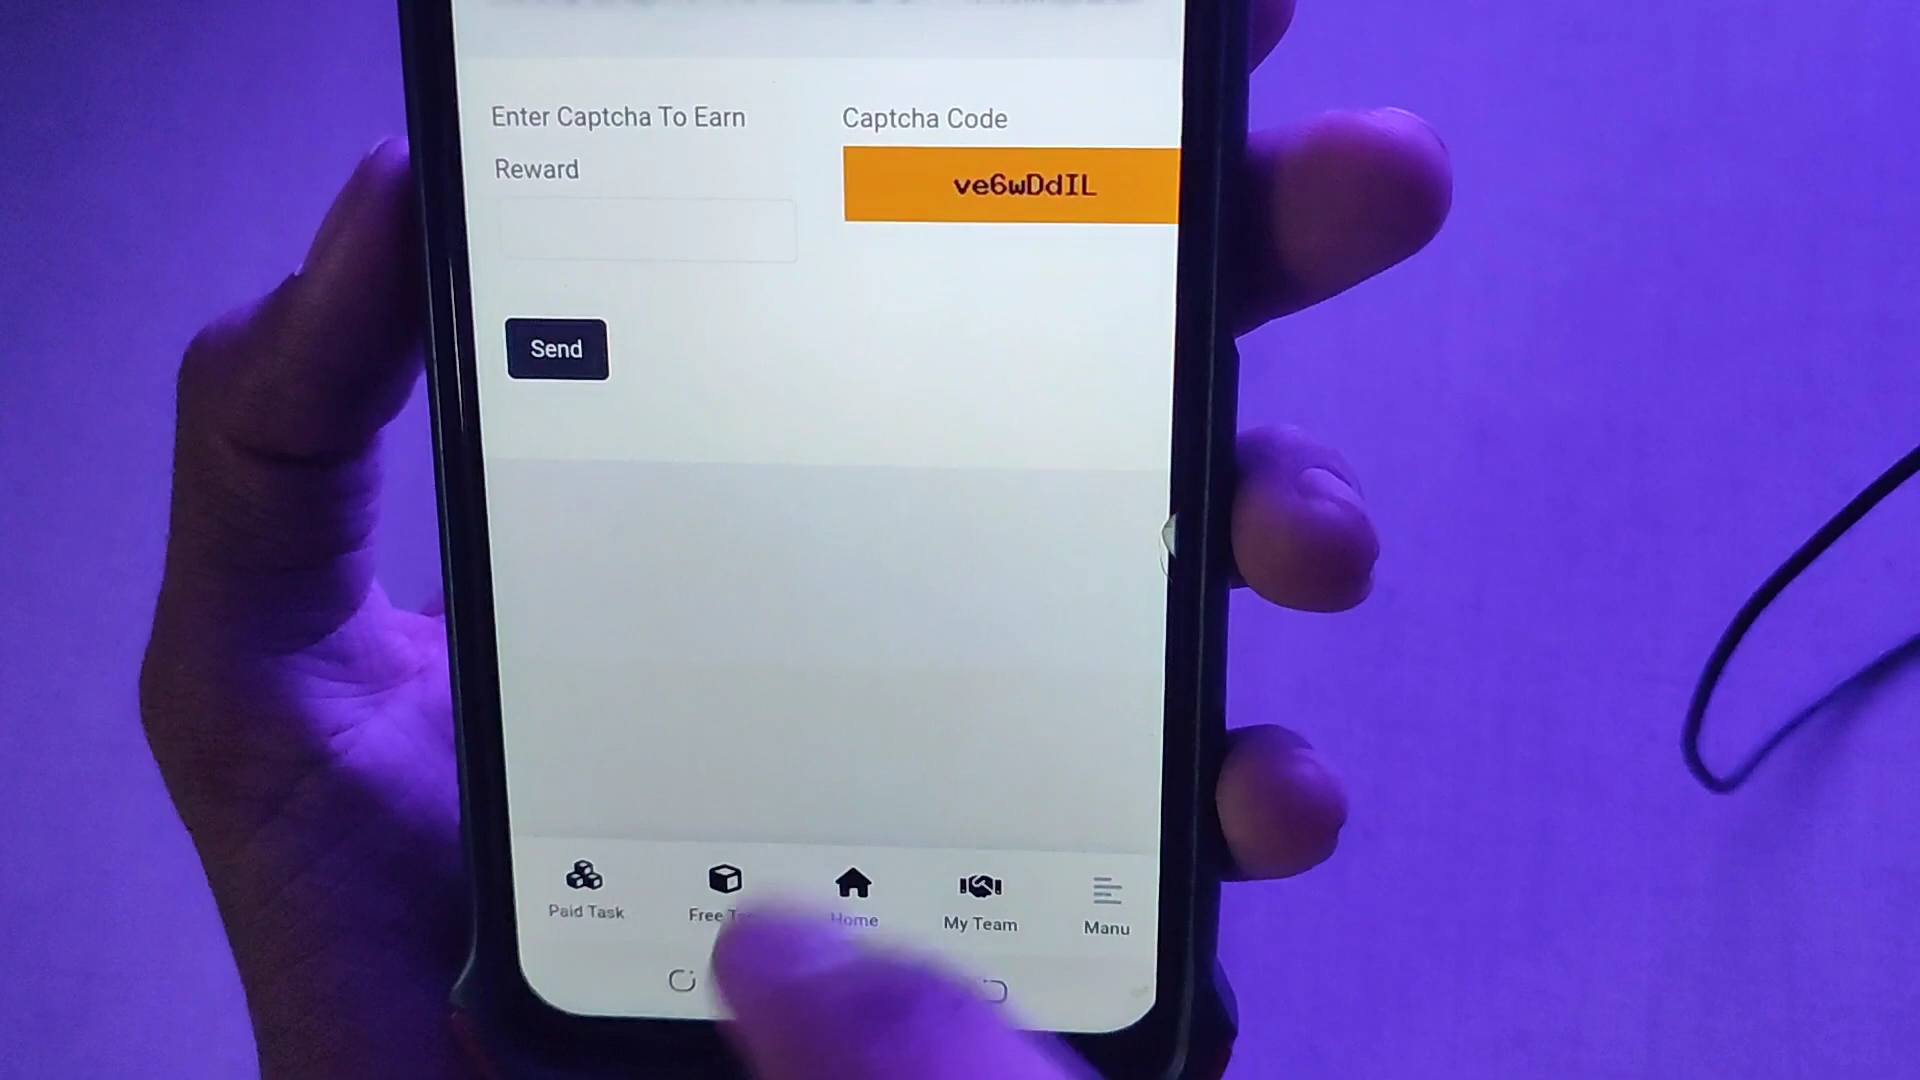 Enter Captcha To Earn
Reward
Captcha Code
ve6wDdIL
Send
Paid Task
Free
Home
My Team
Manu